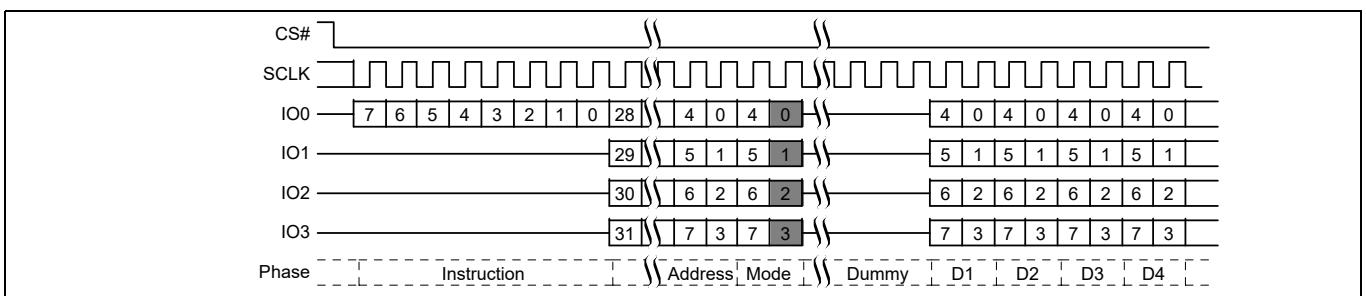 CS#
SCLK
IO0 7 6 5 4 3 2 1 0 28 4 0 4 0 4 0 4 0 4 0 4 0
IO1 29 5 1 5 1 5 1 5 1 5 1 5 1
IO2 30 6 2 6 2 6 2 6 2 6 2 6 2
IO3 31 7 3 7 3 7 3 7 3 7 3 7 3
Phase Instruction Address Mode Dummy D1 D2 D3 D4